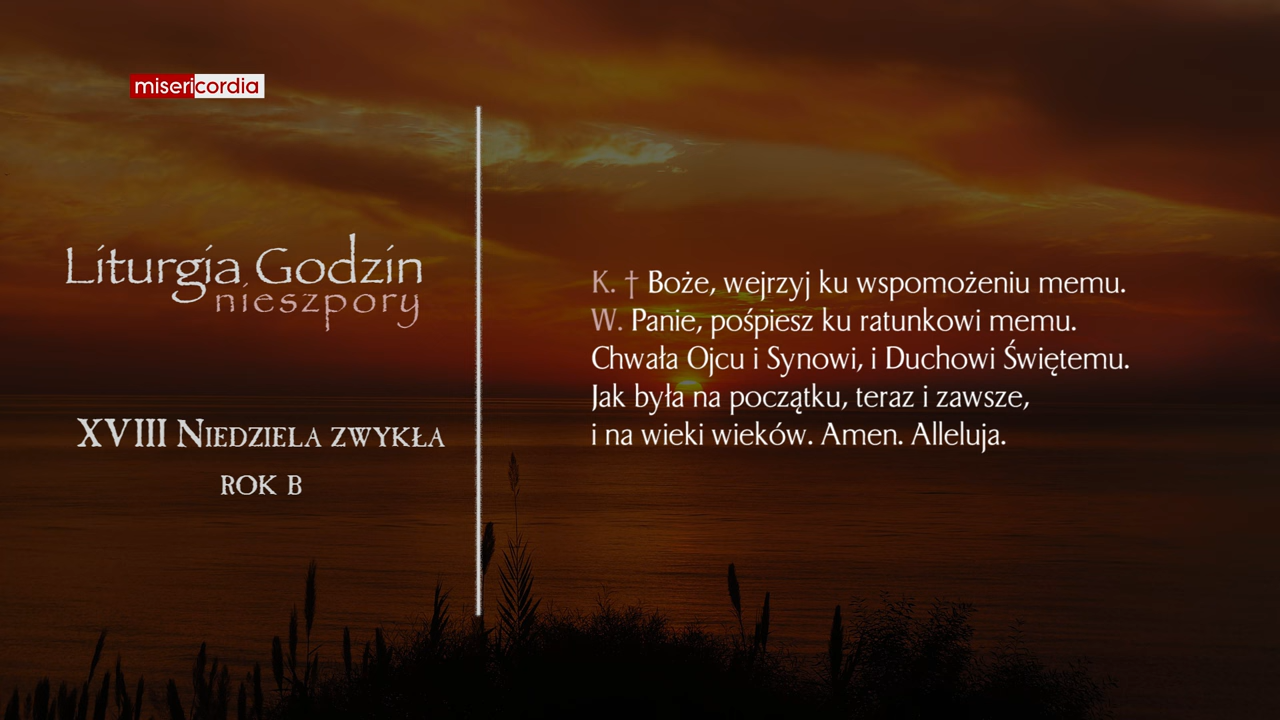 misericordia
Liturgia Godzin
nieszpory
XVIII Niedziela zwykła
rok B
K. † Boże, wejrzyj ku wspomożeniu memu.
W. Panie, pośpiesz ku ratunkowi memu.
Chwała Ojcu i Synowi, i Duchowi Świętemu.
Jak była na początku, teraz i zawsze,
i na wieki wieków. Amen. Alleluja.